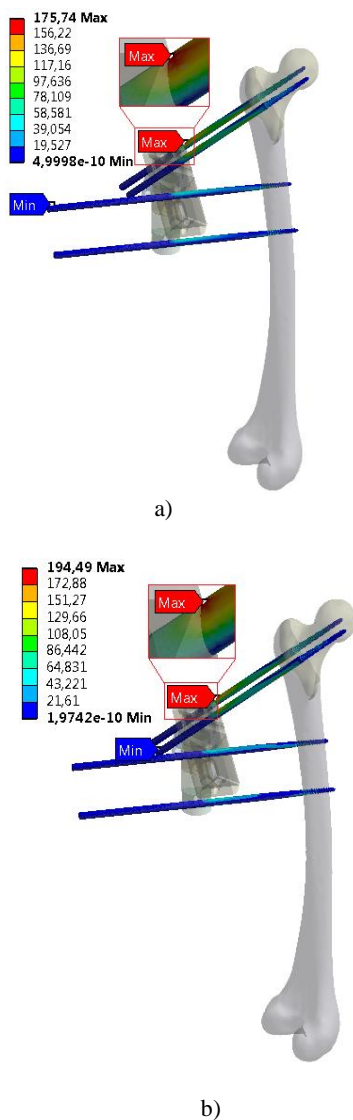 175,74 Max
156,22
136,69
117,16
97,636
78,109
58,581
39,054
19,527
4,9998e-10 Min
Max
Max
Min
a)
194,49 Max
172,88
151,27
129,66
108,05
86,442
64,831
43,221
21,61
1,9742e-10 Min
Max
Max
Min
b)